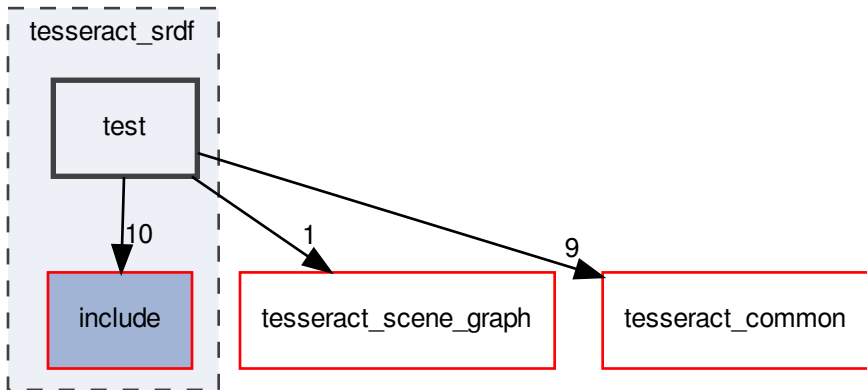 tesseract_srdf
test
10
1
9
include
tesseract_scene_graph
tesseract_common